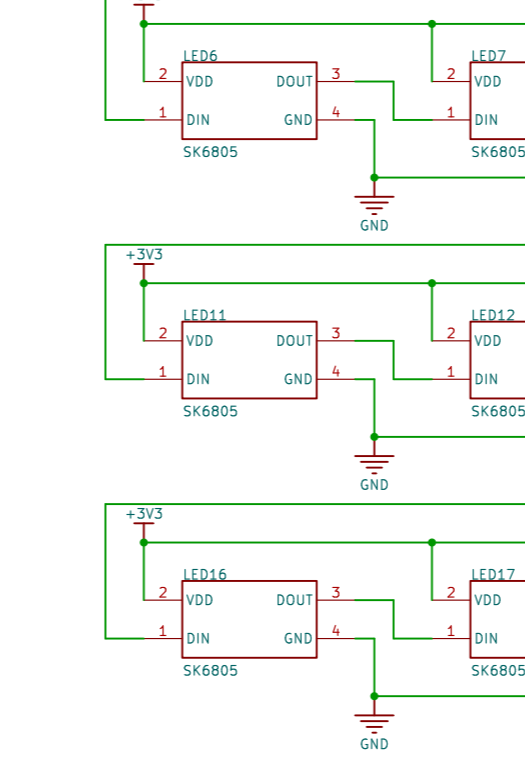 LED6 LED7
2 VDD DOUT 3 2 VDD
1 DIN GND 4 1 DIN
SK6805 SK6805
GND
+3V3
LED11 LED12
2 VDD DOUT 3 2 VDD
1 DIN GND 4 1 DIN
SK6805 SK6805
GND
+3V3
LED16 LED17
2 VDD DOUT 3 2 VDD
1 DIN GND 4 1 DIN
SK6805 SK6805
GND